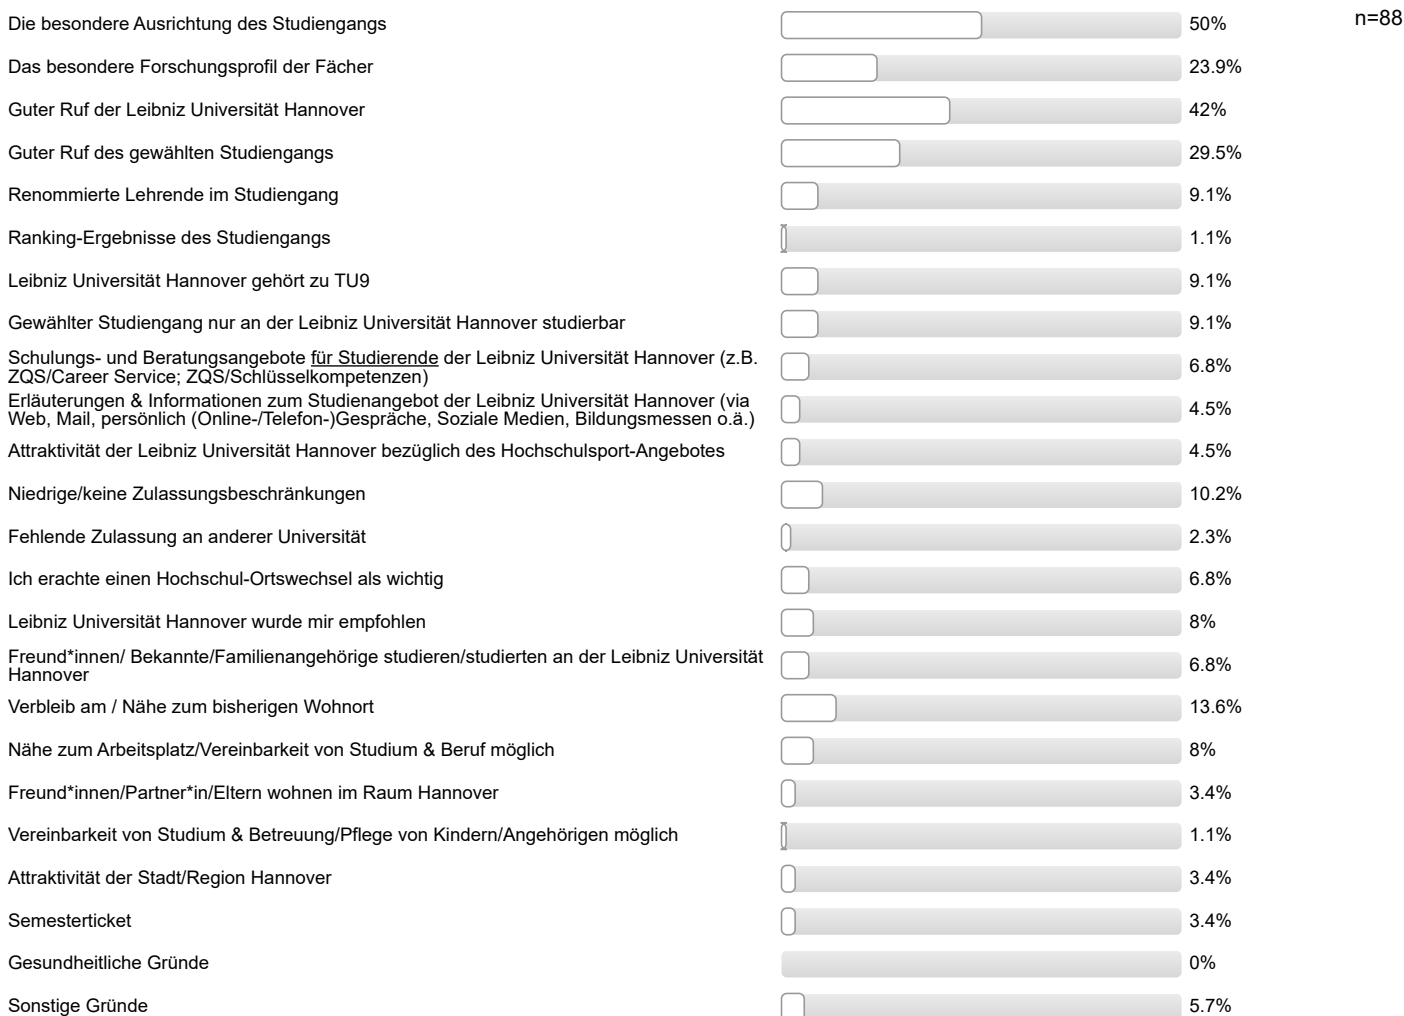 Die besondere Ausrichtung des Studiengangs 50% n=88
Das besondere Forschungsprofil der Fächer 23.9%
Guter Ruf der Leibniz Universität Hannover 42%
Guter Ruf des gewählten Studiengangs 29.5%
Renommierte Lehrende im Studiengang 9.1%
Ranking-Ergebnisse des Studiengangs 1.1%
Leibniz Universität Hannover gehört zu TU9 9.1%
Gewählter Studiengang nur an der Leibniz Universität Hannover studierbar 9.1%
Schulungs- und Beratungsangebote für Studierende der Leibniz Universität Hannover (z.B.
ZQS/Career Service; ZQS/Schlüsselkompetenzen) 6.8%
Erläuterungen & Informationen zum Studienangebot der Leibniz Universität Hannover (via
Web, Mail, persönlich (Online-/Telefon-)Gespräche, Soziale Medien, Bildungsmessen o.ä.) 4.5%
Attraktivität der Leibniz Universität Hannover bezüglich des Hochschulsport-Angebotes 4.5%
Niedrige/keine Zulassungsbeschränkungen 10.2%
Fehlende Zulassung an anderer Universität 2.3%
Ich erachte einen Hochschul-Ortswechsel als wichtig 6.8%
Leibniz Universität Hannover wurde mir empfohlen 8%
Freund*innen/ Bekannte/Familienangehörige studieren/studierten an der Leibniz Universität
Hannover 6.8%
Verbleib am / Nähe zum bisherigen Wohnort 13.6%
Nähe zum Arbeitsplatz/Vereinbarkeit von Studium & Beruf möglich 8%
Freund*innen/Partner*in/Eltern wohnen im Raum Hannover 3.4%
Vereinbarkeit von Studium & Betreuung/Pflege von Kindern/Angehörigen möglich 1.1%
Attraktivität der Stadt/Region Hannover 3.4%
Semesterticket 3.4%
Gesundheitliche Gründe 0%
Sonstige Gründe 5.7%